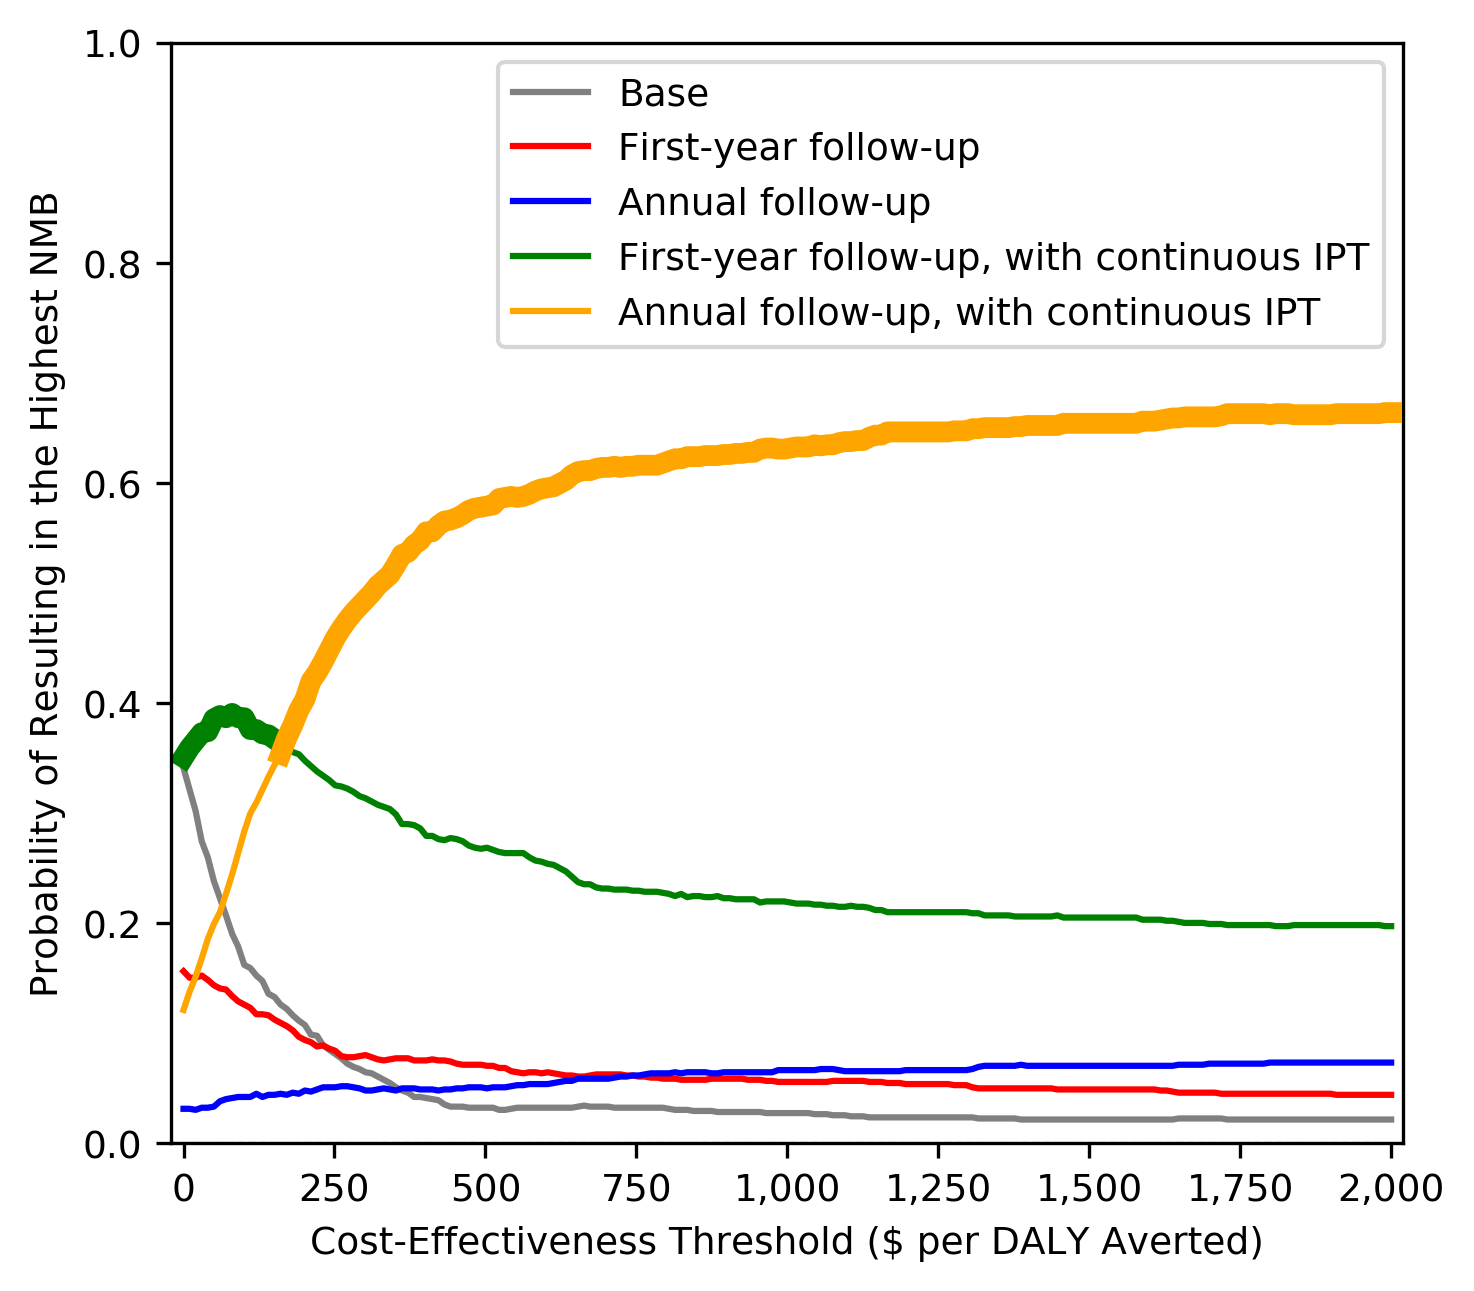 Probability of Resulting in the Highest NMB
1.0
0.8
0.6
0.4
0.2
0.0
Base
First-year follow-up
Annual follow-up
First-year follow-up, with continuous IPT
Annual follow-up, with continuous IPT
0 250 500 750 1,000 1,250 1,500 1,750 2,000
Cost-Effectiveness Threshold ($ per DALY Averted)